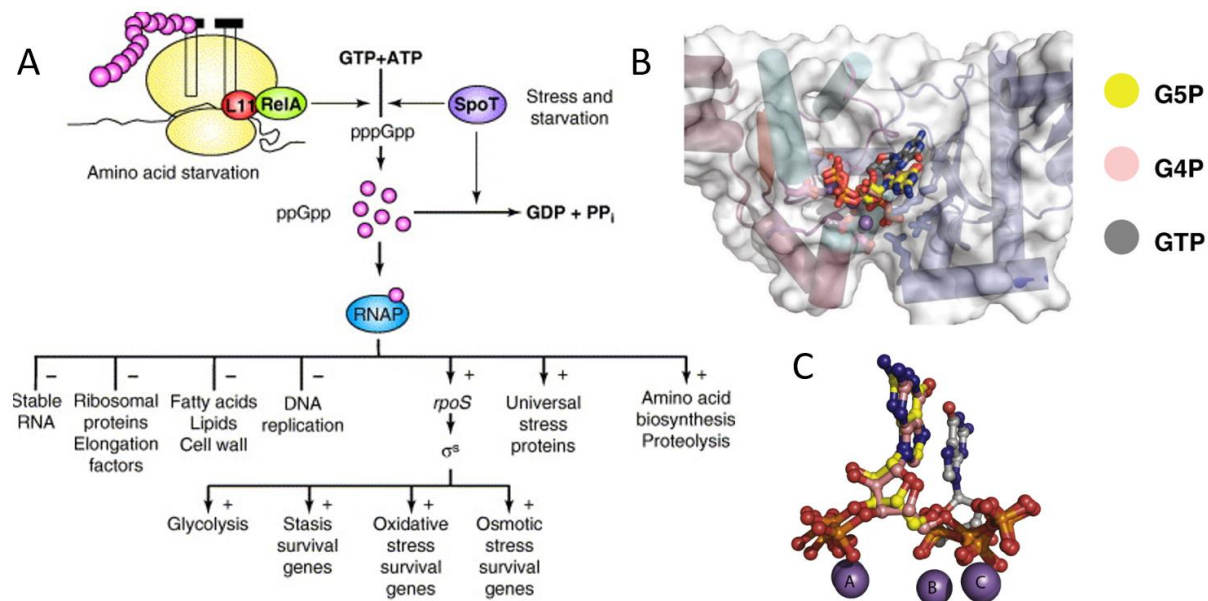 A
GTP+ATP
L11
RelA
SpoT
Stress and
starvation
pppGpp
Amino acid starvation
ppGpp
GDP + PPi
RNAP
– – – – + + +
Stable
RNA
Ribosomal
proteins
Elongation
factors
Fatty acids
Lipids
Cell wall
DNA
replication
rpoS
Universal
stress
proteins
Amino acid
biosynthesis
Proteolysis
σs
+ + + +
Glycolysis
Stasis
survival
genes
Oxidative
stress
survival
genes
Osmotic
stress
survival
genes
B
G5P
G4P
GTP
C
A
B
C